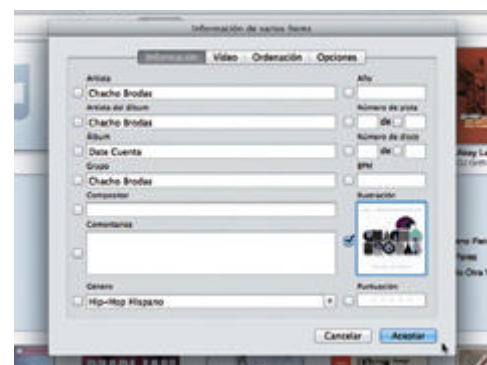 Información de varios ítems
Información Vídeo Ordenación Opciones
Artista Año
Chacho Brodas
Artista del álbum Número de pista
Chacho Brodas de
Álbum Número de disco
Date Cuenta de
Grupo BPM
Chacho Brodas
Compositor Ilustración
Comentarios
Género Puntuación
Hip-Hop Hispano
Cancelar Aceptar